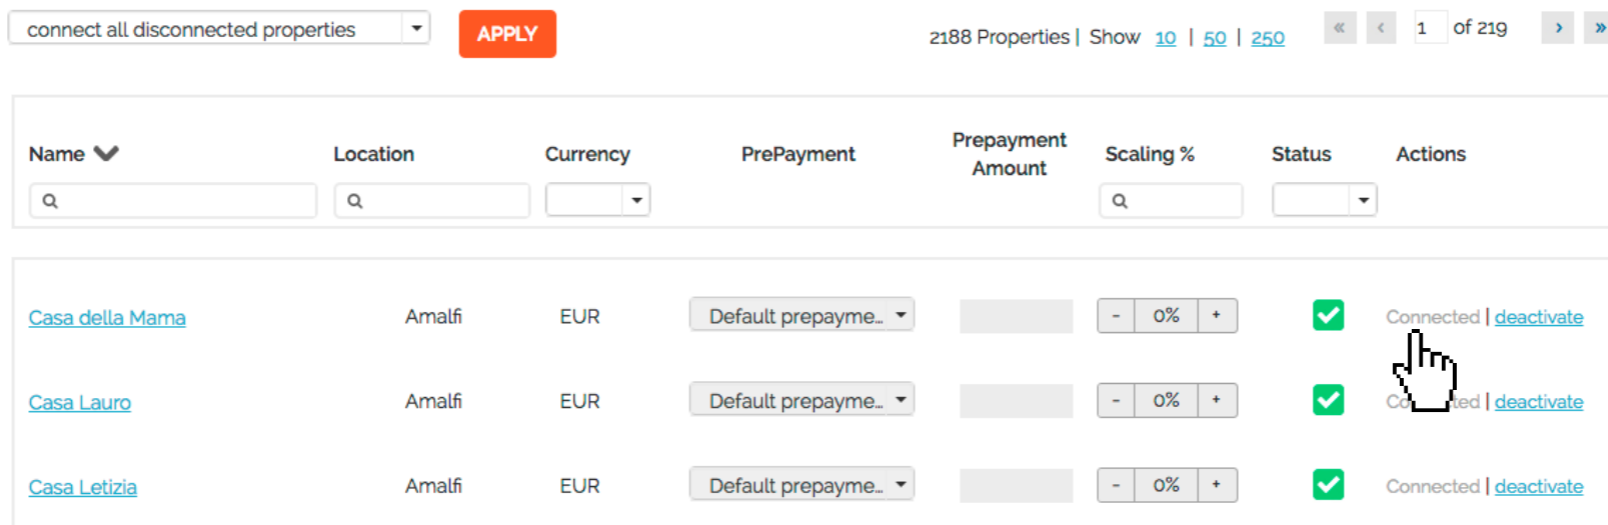 connect all disconnected properties APPLY 2188 Properties | Show 10 | 50 | 250 « ‹ 1 of 219 › »
Name Location Currency PrePayment Prepayment Amount Scaling % Status Actions
Casa della Mama Amalfi EUR Default prepayme... - 0% + Connected | deactivate
Casa Lauro Amalfi EUR Default prepayme... - 0% + | deactivate
Casa Letizia Amalfi EUR Default prepayme... - 0% + Connected | deactivate